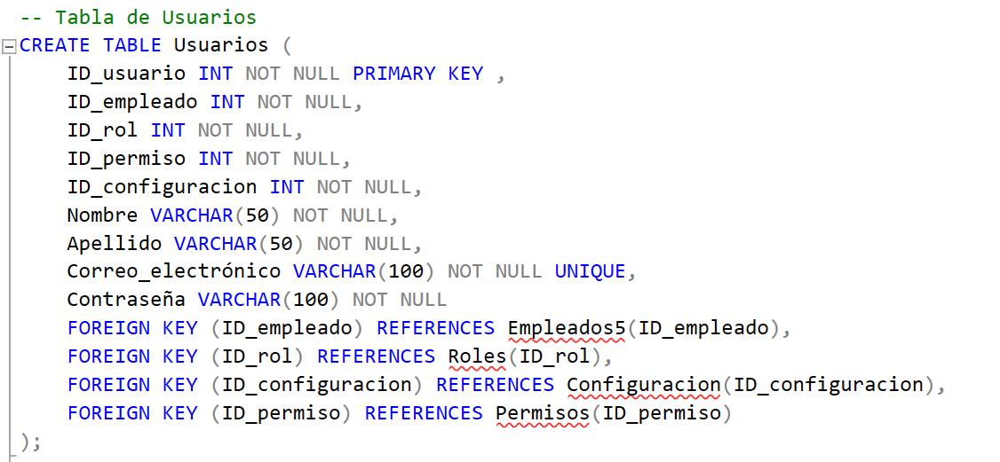 -- Tabla de Usuarios
CREATE TABLE Usuarios (
    ID_usuario INT NOT NULL PRIMARY KEY ,
    ID_empleado INT NOT NULL,
    ID_rol INT NOT NULL,
    ID_permiso INT NOT NULL,
    ID_configuracion INT NOT NULL,
    Nombre VARCHAR(50) NOT NULL,
    Apellido VARCHAR(50) NOT NULL,
    Correo_electrónico VARCHAR(100) NOT NULL UNIQUE,
    Contraseña VARCHAR(100) NOT NULL
    FOREIGN KEY (ID_empleado) REFERENCES Empleados5(ID_empleado),
    FOREIGN KEY (ID_rol) REFERENCES Roles(ID_rol),
    FOREIGN KEY (ID_configuracion) REFERENCES Configuracion(ID_configuracion),
    FOREIGN KEY (ID_permiso) REFERENCES Permisos(ID_permiso)
);